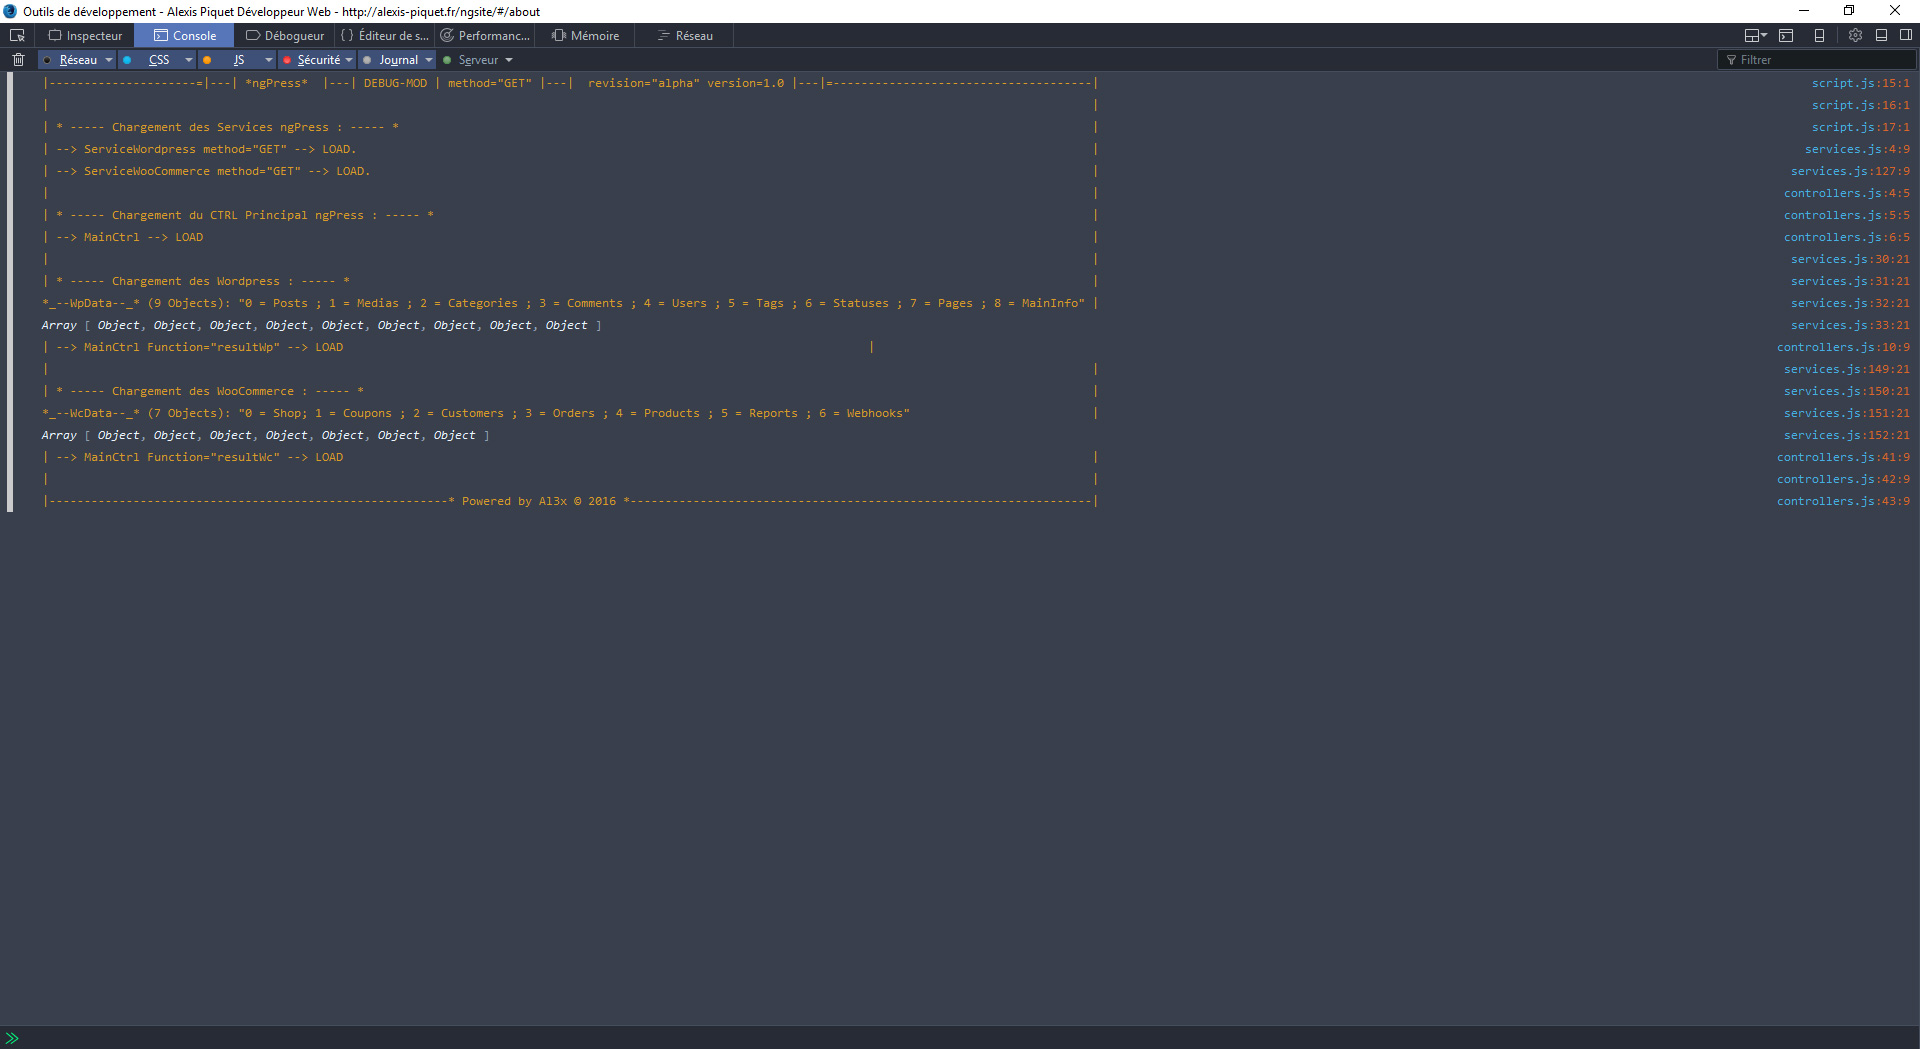 Outils de développement - Alexis Piquet Développeur Web - http://alexis-piquet.fr/ngsite/#/about
Inspecteur Console Débogueur {} Éditeur de s... Performanc... Mémoire Réseau
Réseau CSS JS Sécurité Journal Serveur Filtrer
|---------------------=|---| *ngPress*  |---| DEBUG-MOD | method="GET" |---|  revision="alpha" version=1.0 |---|=-------------------------------------| script.js:15:1
| | script.js:16:1
| * ----- Chargement des Services ngPress : ----- * | script.js:17:1
| --> ServiceWordpress method="GET" --> LOAD. | services.js:4:9
| --> ServiceWooCommerce method="GET" --> LOAD. | services.js:127:9
| | controllers.js:4:5
| * ----- Chargement du CTRL Principal ngPress : ----- * | controllers.js:5:5
| --> MainCtrl --> LOAD | controllers.js:6:5
| | services.js:30:21
| * ----- Chargement des Wordpress : ----- * | services.js:31:21
*_--WpData--_* (9 Objects): "0 = Posts ; 1 = Medias ; 2 = Categories ; 3 = Comments ; 4 = Users ; 5 = Tags ; 6 = Statuses ; 7 = Pages ; 8 = MainInfo" | services.js:32:21
Array [ Object, Object, Object, Object, Object, Object, Object, Object, Object ] services.js:33:21
| --> MainCtrl Function="resultWp" --> LOAD | controllers.js:10:9
| | services.js:149:21
| * ----- Chargement des WooCommerce : ----- * | services.js:150:21
*_--WcData--_* (7 Objects): "0 = Shop; 1 = Coupons ; 2 = Customers ; 3 = Orders ; 4 = Products ; 5 = Reports ; 6 = Webhooks" | services.js:151:21
Array [ Object, Object, Object, Object, Object, Object, Object ] services.js:152:21
| --> MainCtrl Function="resultWc" --> LOAD | controllers.js:41:9
| | controllers.js:42:9
|---------------------------------------------------------* Powered by Al3x © 2016 *------------------------------------------------------------------| controllers.js:43:9